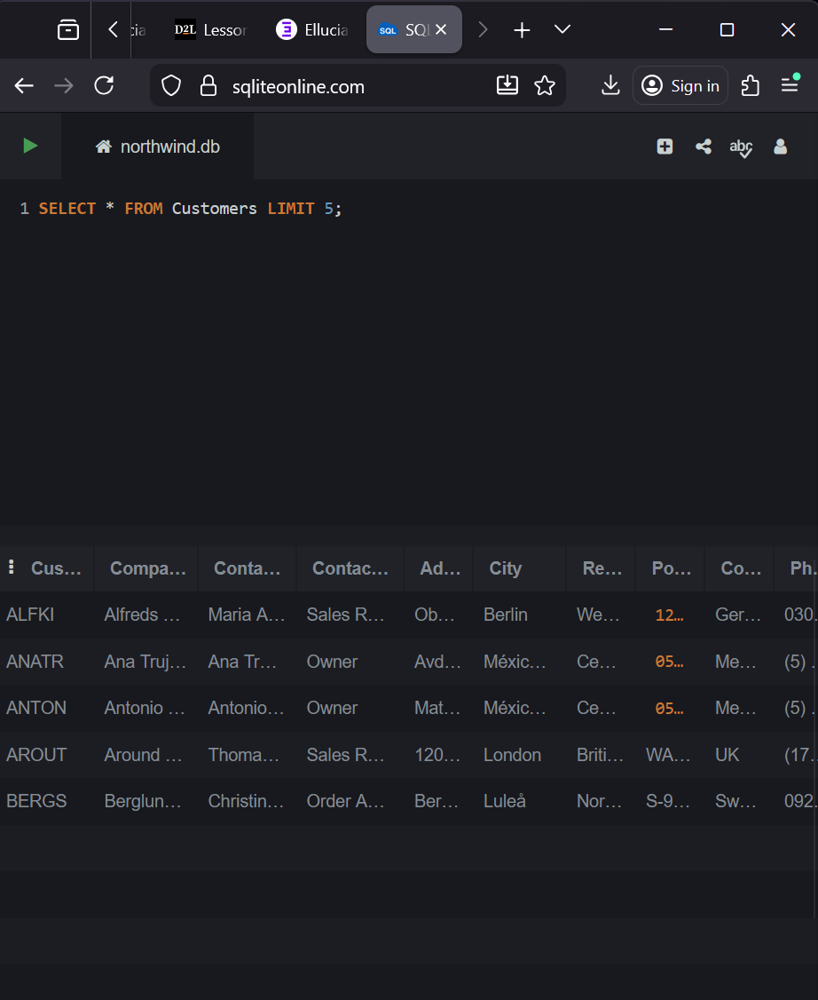 cia D2L Lesson Ellucia SQL SQL
sqliteonline.com Sign in
northwind.db abc
1 SELECT * FROM Customers LIMIT 5;
Cus... Compa... Conta... Contac... Ad... City Re... Po... Co... Ph.
ALFKI Alfreds ... Maria A... Sales R... Ob... Berlin We... 12... Ger... 030.
ANATR Ana Truj... Ana Tr... Owner Avd... Méxic... Ce... 05... Me... (5) .
ANTON Antonio ... Antonio... Owner Mat... Méxic... Ce... 05... Me... (5) .
AROUT Around ... Thoma... Sales R... 120... London Briti... WA... UK (17.
BERGS Berglun... Christin... Order A... Ber... Luleå Nor... S-9... Sw... 092.